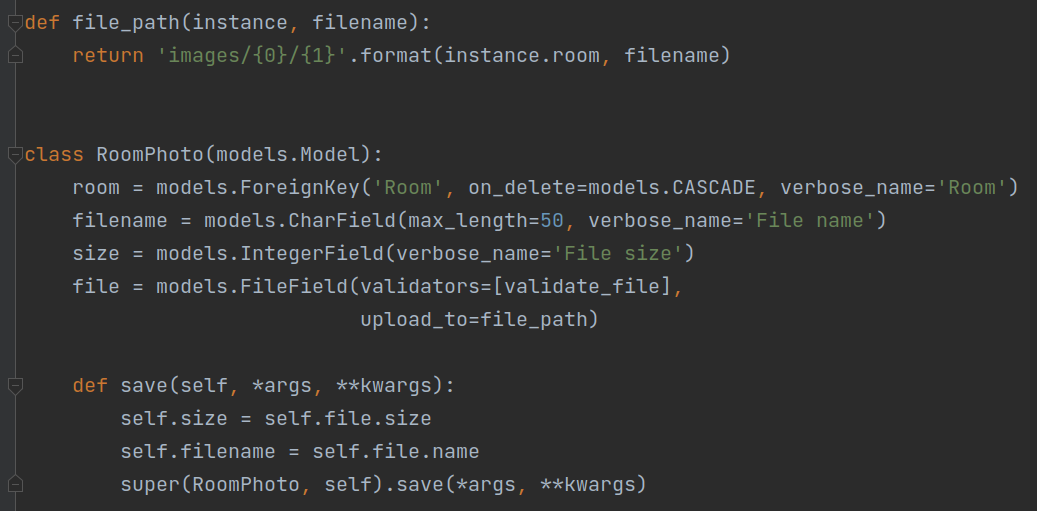 def file_path(instance, filename):
    return 'images/{0}/{1}'.format(instance.room, filename)
class RoomPhoto(models.Model):
    room = models.ForeignKey('Room', on_delete=models.CASCADE, verbose_name='Room')
    filename = models.CharField(max_length=50, verbose_name='File name')
    size = models.IntegerField(verbose_name='File size')
    file = models.FileField(validators=[validate_file],
                            upload_to=file_path)
    def save(self, *args, **kwargs):
        self.size = self.file.size
        self.filename = self.file.name
        super(RoomPhoto, self).save(*args, **kwargs)